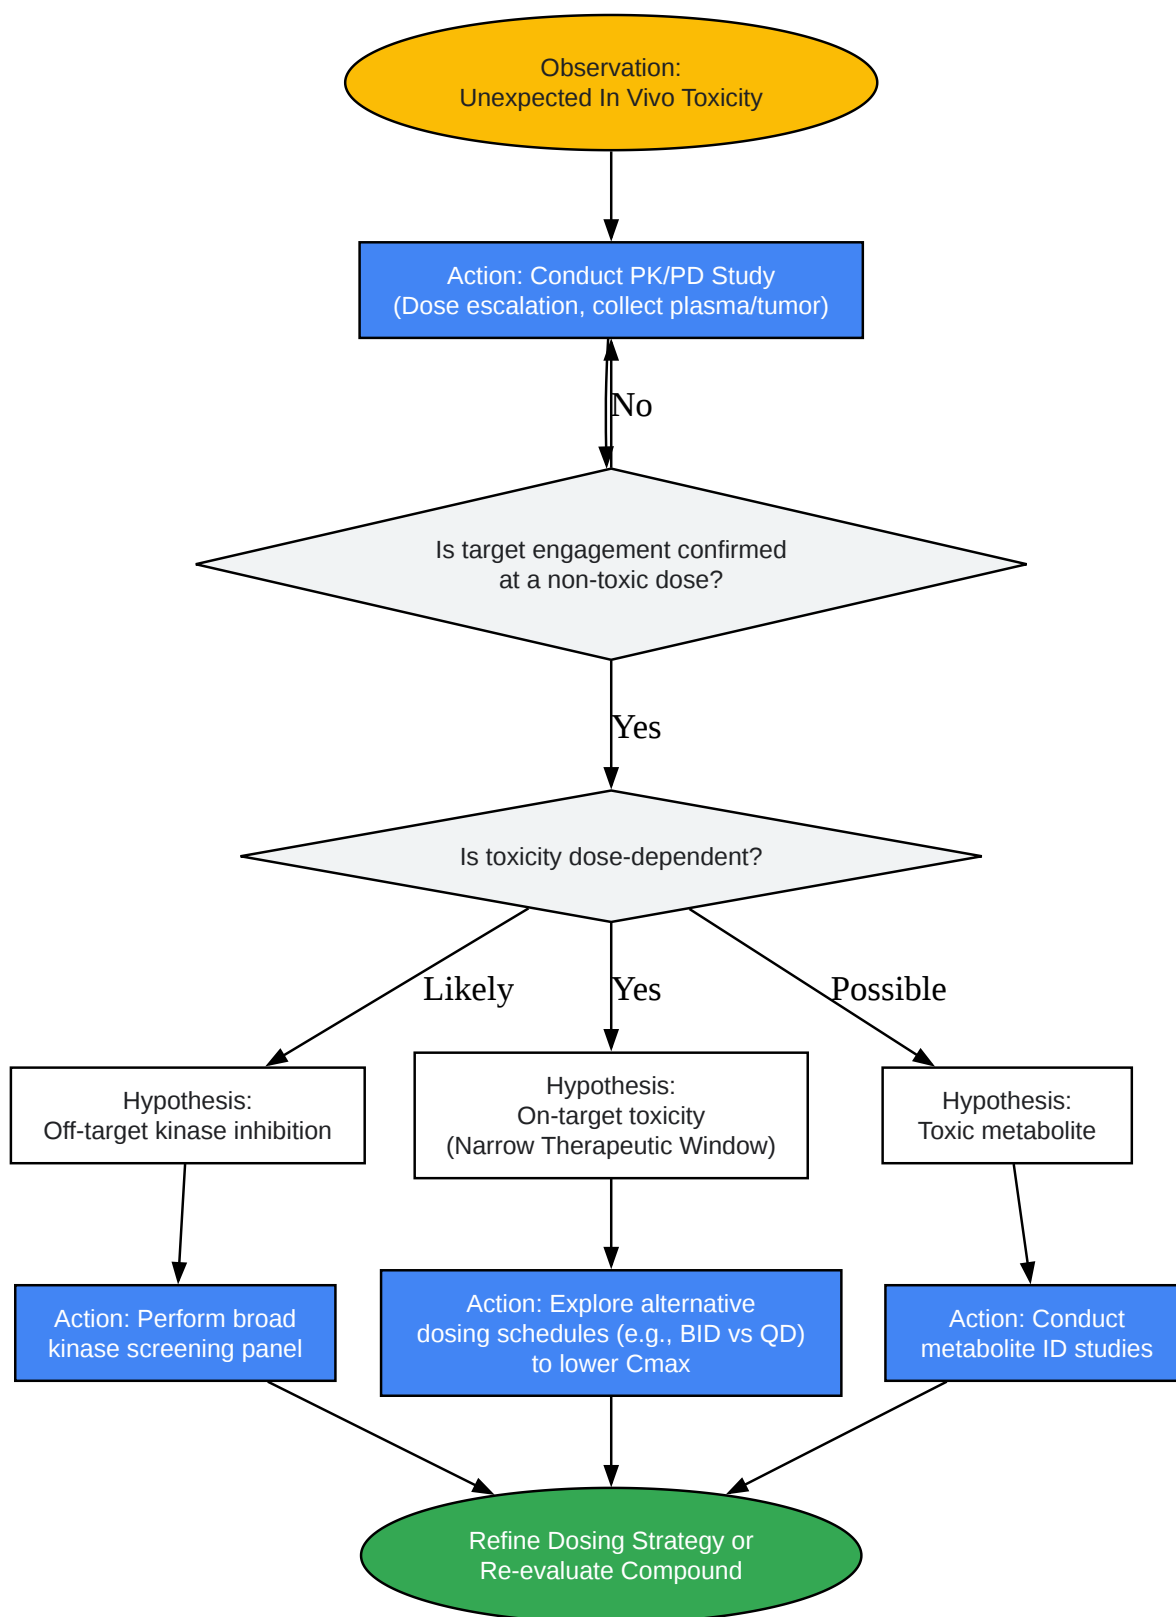 Observation:
Unexpected In Vivo Toxicity
Action: Conduct PK/PD Study
(Dose escalation, collect plasma/tumor)
No
Is target engagement confirmed
at a non-toxic dose?
Yes
Is toxicity dose-dependent?
Likely
Yes
Possible
Hypothesis:
Off-target kinase inhibition
Hypothesis:
On-target toxicity
(Narrow Therapeutic Window)
Hypothesis:
Toxic metabolite
Action: Perform broad
kinase screening panel
Action: Explore alternative
dosing schedules (e.g., BID vs QD)
to lower Cmax
Action: Conduct
metabolite ID studies
Refine Dosing Strategy or
Re-evaluate Compound